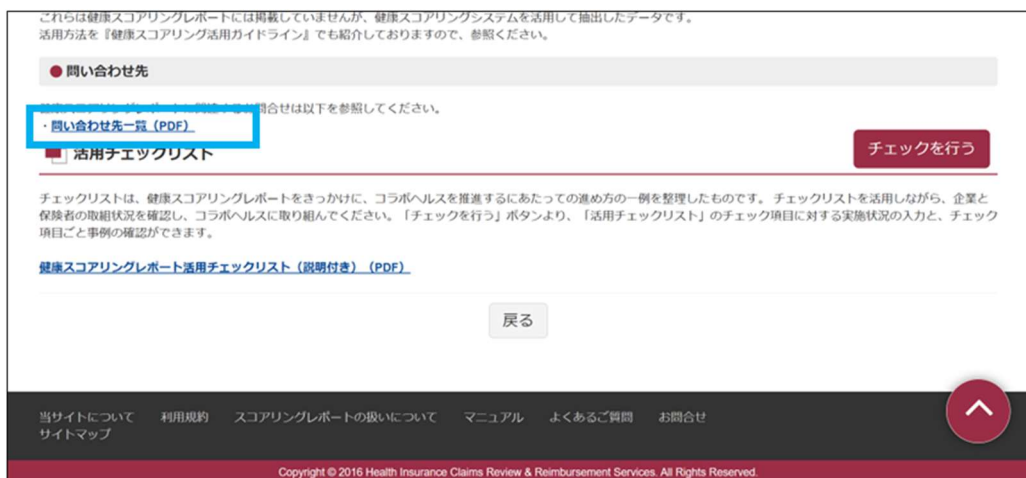 これらは健康スコアリングレポートには掲載していませんが、健康スコアリングシステムを活用して抽出したデータです。
活用方法を『健康スコアリング活用ガイドライン』でも紹介しておりますので、参照ください。
●問い合わせ先
合せは以下を参照してください。
・問い合わせ先一覧（PDF）
活用チェックリスト
チェックを行う
チェックリストは、健康スコアリングレポートをきっかけに、コラボヘルスを推進するにあたっての進め方の一例を整理したものです。 チェックリストを活用しながら、企業と
保険者の取組状況を確認し、コラボヘルスに取り組んでください。「チェックを行う」ボタンより、「活用チェックリスト」のチェック項目に対する実施状況の入力と、チェック
項目ごと事例の確認ができます。
健康スコアリングレポート活用チェックリスト（説明付き）（PDF）
戻る
当サイトについて 利用規約 スコアリングレポートの扱いについて マニュアル よくあるご質問 お問合せ
サイトマップ
Copyright © 2016 Health Insurance Claims Review & Reimbursement Services. All Rights Reserved.